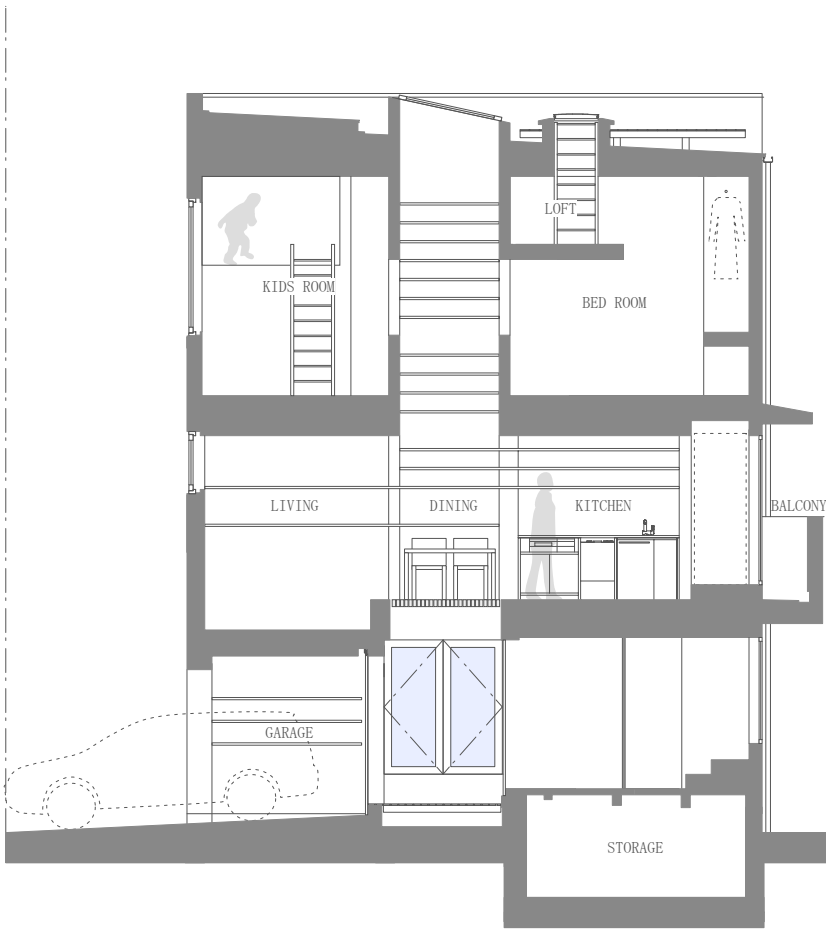 LOFT
KIDS ROOM
BED ROOM
LIVING
DINING
KITCHEN
BALCONY
GARAGE
STORAGE